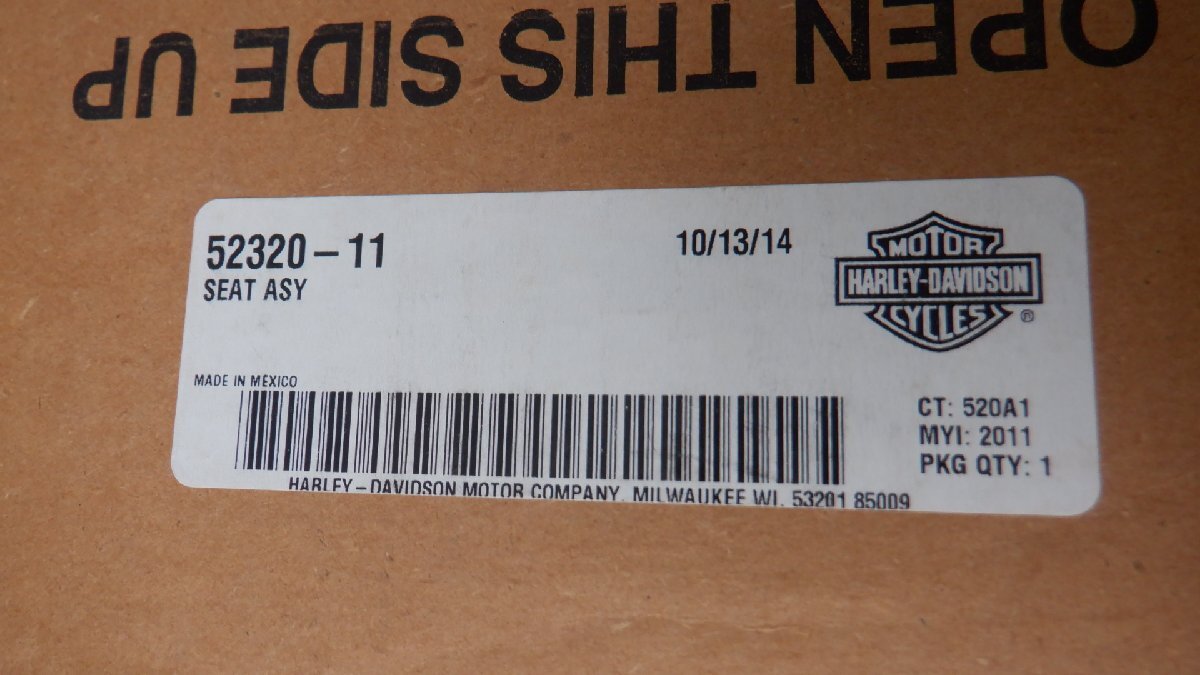 OPEN THIS SIDE UP
52320-11
10/13/14
SEAT ASY
MOTOR
HARLEY-DAVIDSON
CYCLES
®
MADE IN MEXICO
CT: 520A1
MYI: 2011
PKG QTY: 1
HARLEY-DAVIDSON MOTOR COMPANY, MILWAUKEE WI. 53201 85009